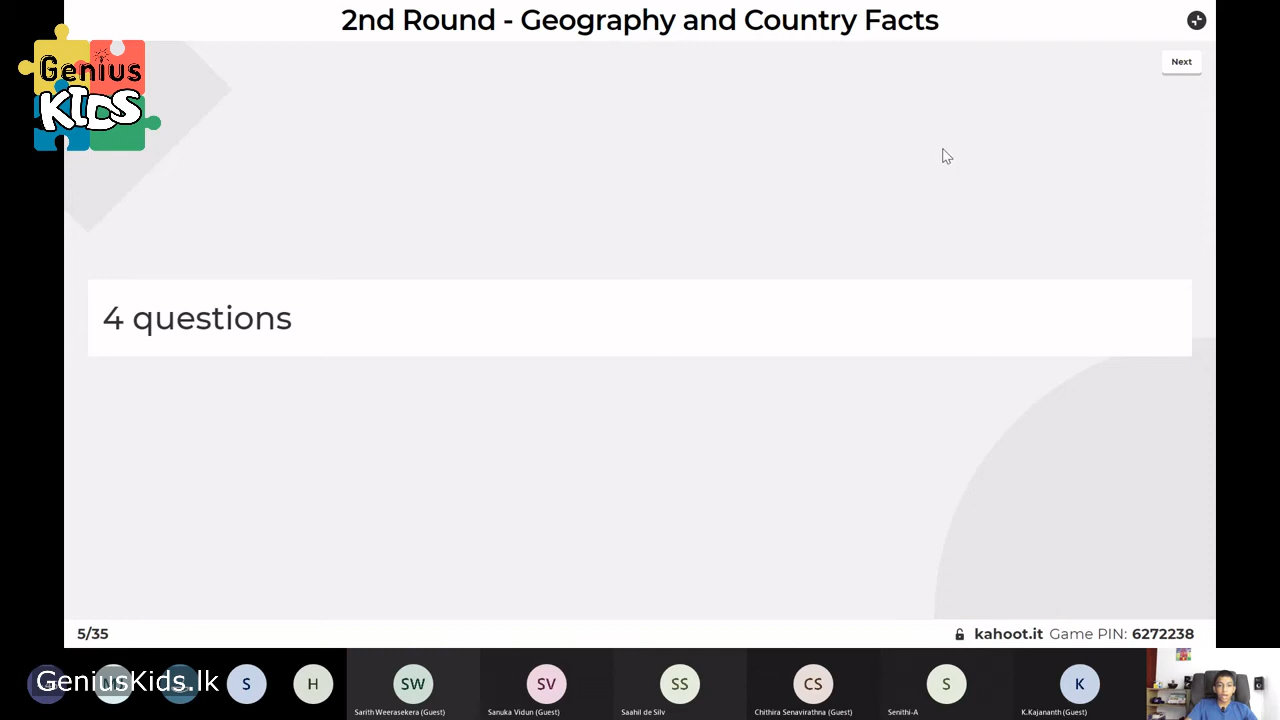 2nd Round - Geography and Country Facts
Genius
KIDS
Next
4 questions
5/35
kahoot.it Game PIN: 6272238
GeniusKids.lk
S
H
SW
SV
SS
CS
S
K
Sarith Weerasekera (Guest)
Sanuka Vidun (Guest)
Saahil de Silv
Chithira Senavirathna (Guest)
Senithi-A
K.Kajananth (Guest)